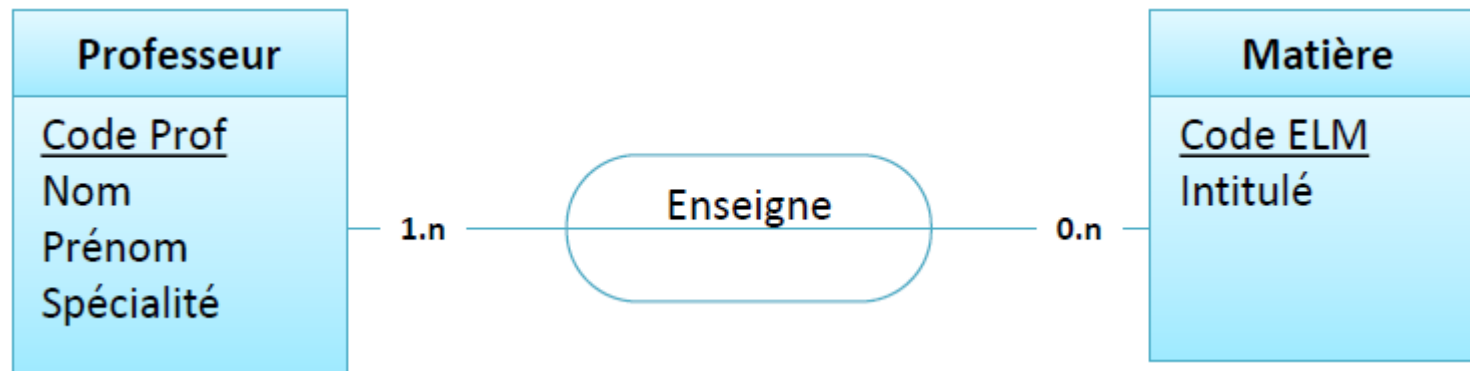 Professeur
Code Prof
Nom
Prénom
Spécialité
1.n
Enseigne
0.n
Matière
Code ELM
Intitulé